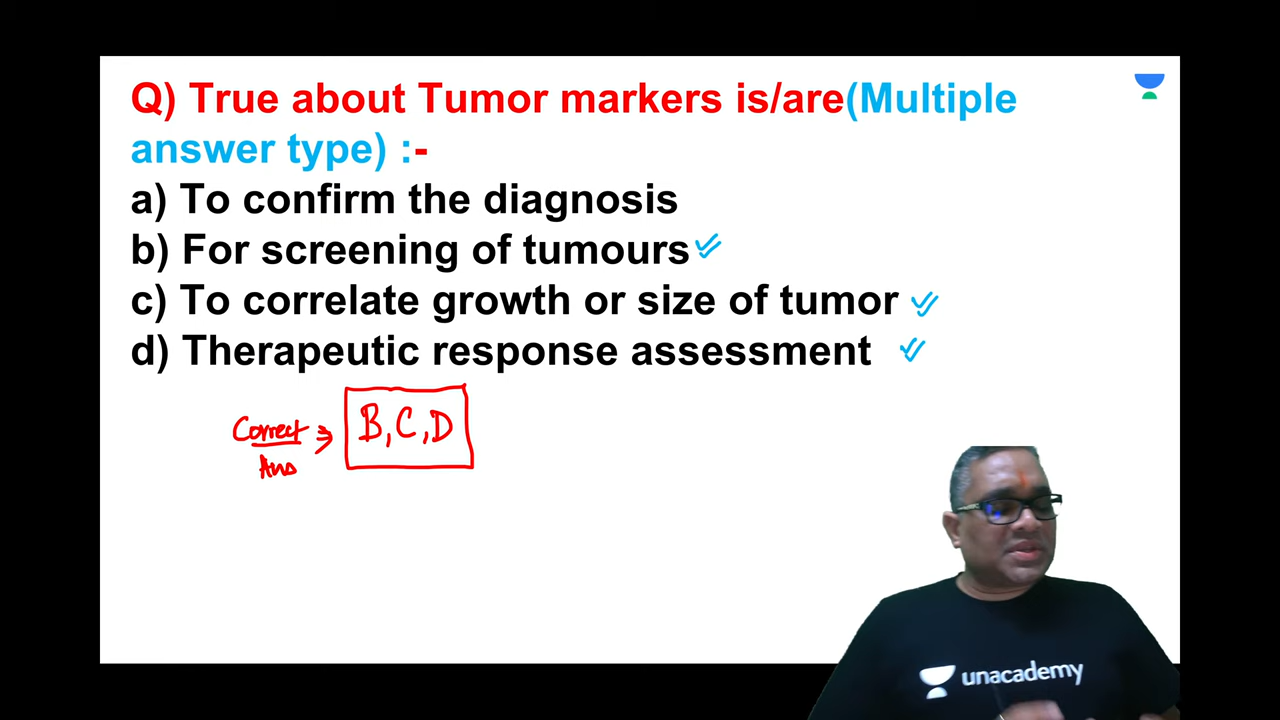 Q) True about Tumor markers is/are(Multiple
answer type) :-
a) To confirm the diagnosis
b) For screening of tumours
c) To correlate growth or size of tumor
d) Therapeutic response assessment
Correct ⇒ B, C, D
Ans
unacademy